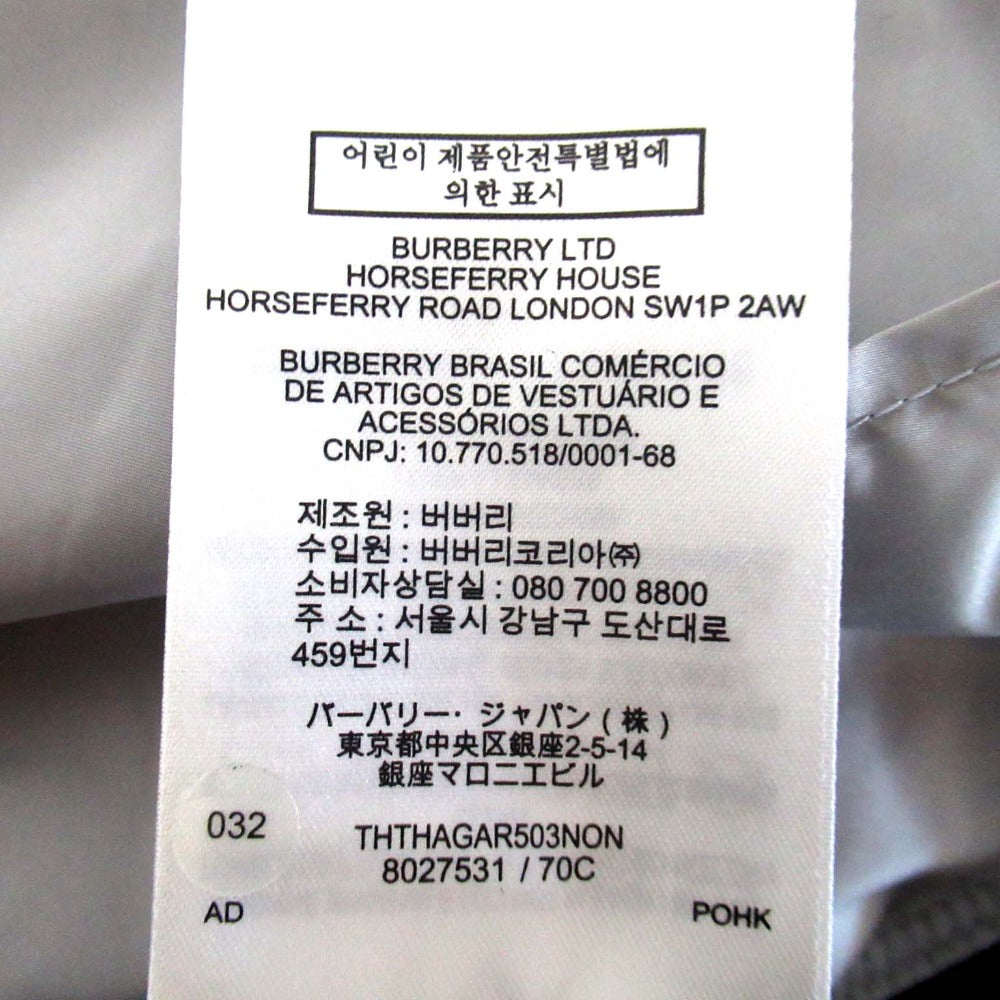 어린이 제품안전특별법에
의한 표시
BURBERRY LTD
HORSEFERRY HOUSE
HORSEFERRY ROAD LONDON SW1P 2AW
BURBERRY BRASIL COMÉRCIO
DE ARTIGOS DE VESTUÁRIO E
ACESSÓRIOS LTDA.
CNPJ: 10.770.518/0001-68
제조원 : 버버리
수입원 : 버버리코리아㈜
소비자상담실 : 080 700 8800
주 소 : 서울시 강남구 도산대로
459번지
バーバリー・ジャパン ( 株 )
東京都中央区銀座2-5-14
銀座マロニエビル
032
THTHAGAR503NON
8027531 / 70C
AD POHK